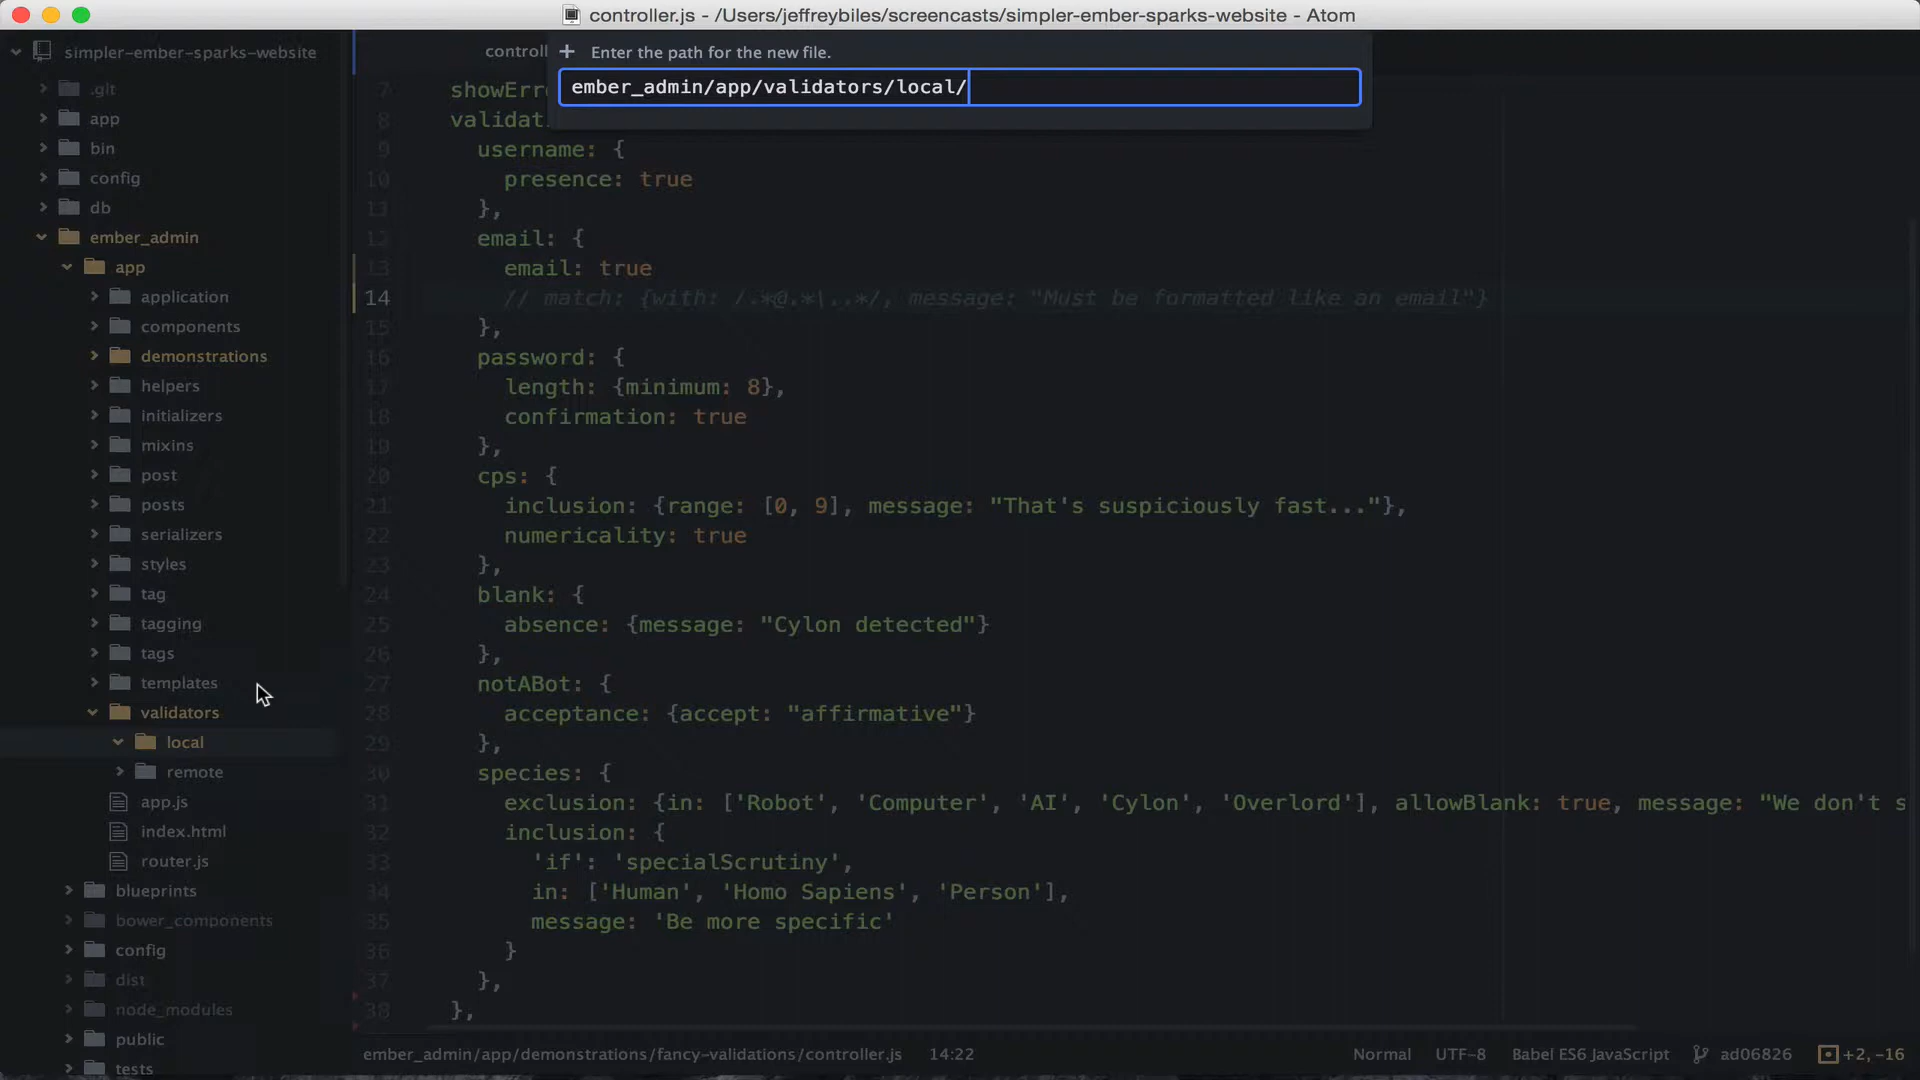 controller.js - /Users/jeffreybiles/screencasts/simpler-ember-sparks-website - Atom
simpler-ember-sparks-website
.git
app
bin
config
db
ember_admin
app
application
components
demonstrations
helpers
initializers
mixins
post
posts
serializers
styles
tag
tagging
tags
templates
validators
local
remote
app.js
index.html
router.js
blueprints
bower_components
config
dist
node_modules
public
tests
controll
Enter the path for the new file.
ember_admin/app/validators/local/
7 showErr
8 validat
9 username: {
10 presence: true
11 },
12 email: {
13 email: true
14 // match: {with: /.*@.*\..*/, message: "Must be formatted like an email"}
15 },
16 password: {
17 length: {minimum: 8},
18 confirmation: true
19 },
20 cps: {
21 inclusion: {range: [0, 9], message: "That's suspiciously fast..."},
22 numericality: true
23 },
24 blank: {
25 absence: {message: "Cylon detected"}
26 },
27 notABot: {
28 acceptance: {accept: "affirmative"}
29 },
30 species: {
31 exclusion: {in: ['Robot', 'Computer', 'AI', 'Cylon', 'Overlord'], allowBlank: true, message: "We don't s
32 inclusion: {
33 'if': 'specialScrutiny',
34 in: ['Human', 'Homo Sapiens', 'Person'],
35 message: 'Be more specific'
36 }
37 },
38 },
ember_admin/app/demonstrations/fancy-validations/controller.js 14:22 Normal UTF-8 Babel ES6 JavaScript ad06826 +2, -16